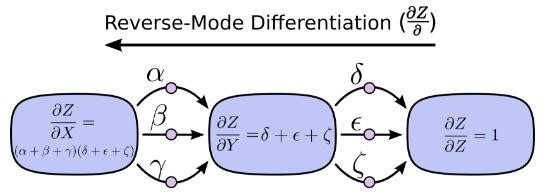 Reverse-Mode Differentiation (∂Z/∂)
α
β
γ
δ
ϵ
ζ
∂Z/∂X =
(α + β + γ)(δ + ϵ + ζ)
∂Z/∂Y = δ + ϵ + ζ
∂Z/∂Z = 1